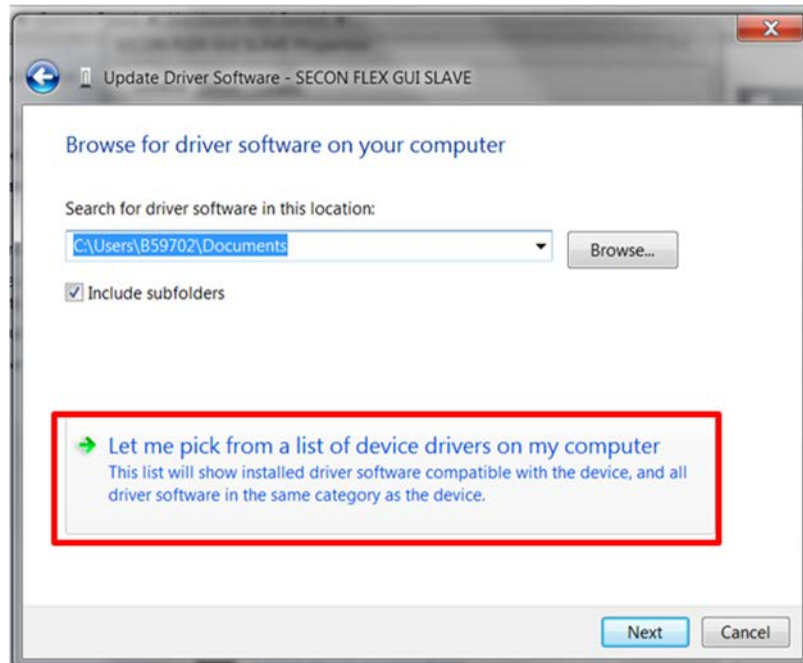 Update Driver Software - SECON FLEX GUI SLAVE
Browse for driver software on your computer
Search for driver software in this location:
C:\Users\B59702\Documents
Browse...
Include subfolders
Let me pick from a list of device drivers on my computer
This list will show installed driver software compatible with the device, and all
driver software in the same category as the device.
Next
Cancel